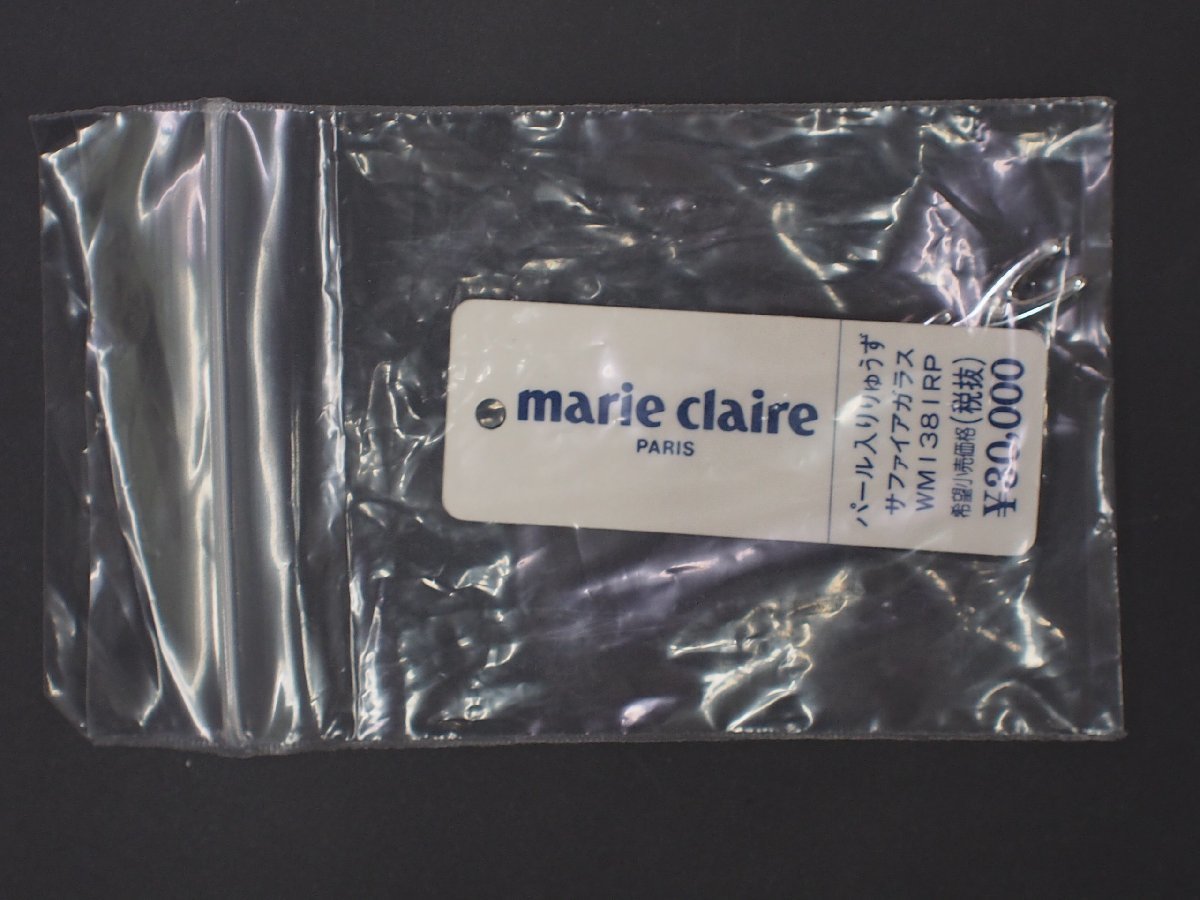 marie claire
PARIS
パール入りりゅうず
サファイアガラス
WM1381RP
希望小売価格(税抜)
¥30,000